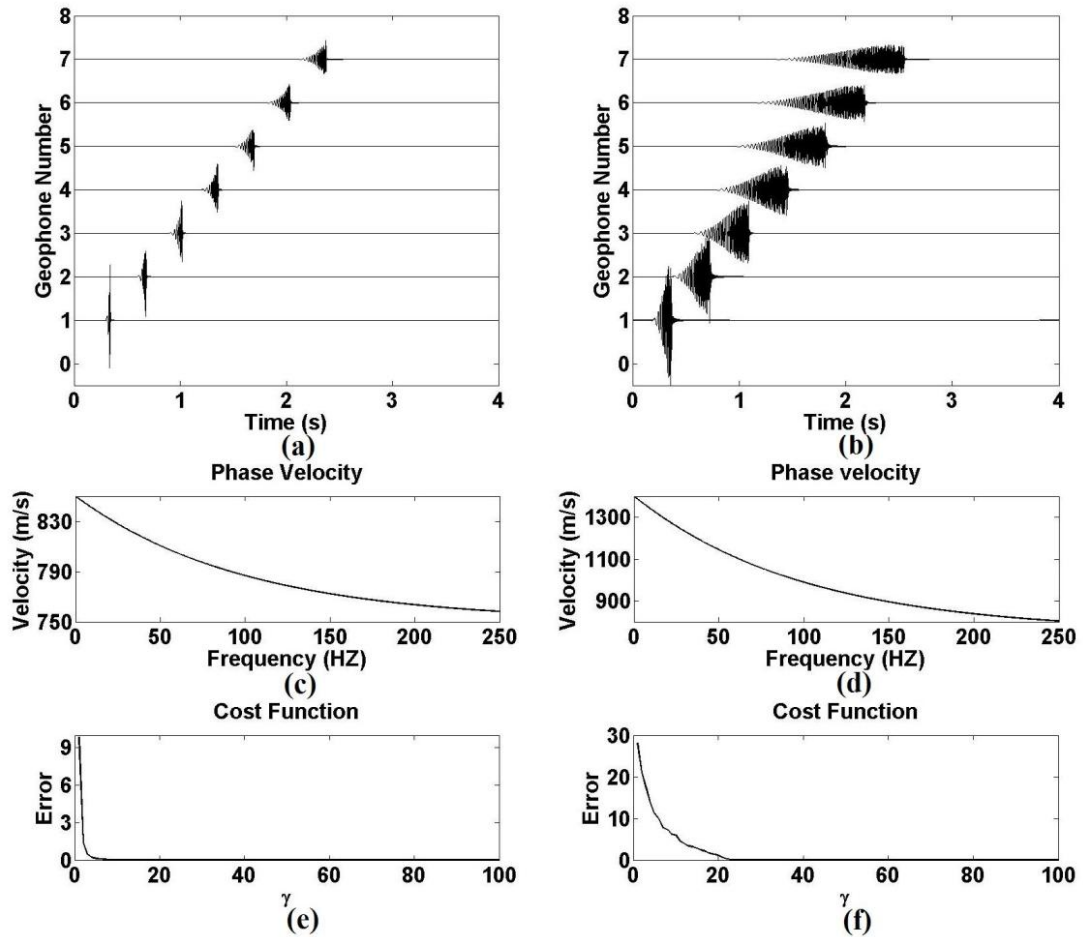 8
7
6
5
4
3
2
1
0
Geophone Number
0 1 2 3 4
Time (s)
(a)
8
7
6
5
4
3
2
1
0
Geophone Number
0 1 2 3 4
Time (s)
(b)
Phase Velocity
830
790
750
Velocity (m/s)
0 50 100 150 200 250
Frequency (HZ)
(c)
Phase velocity
1300
1100
900
Velocity (m/s)
0 50 100 150 200 250
Frequency (HZ)
(d)
Cost Function
9
6
3
0
Error
0 20 40 60 80 100
γ
(e)
Cost Function
30
20
10
0
Error
0 20 40 60 80 100
γ
(f)